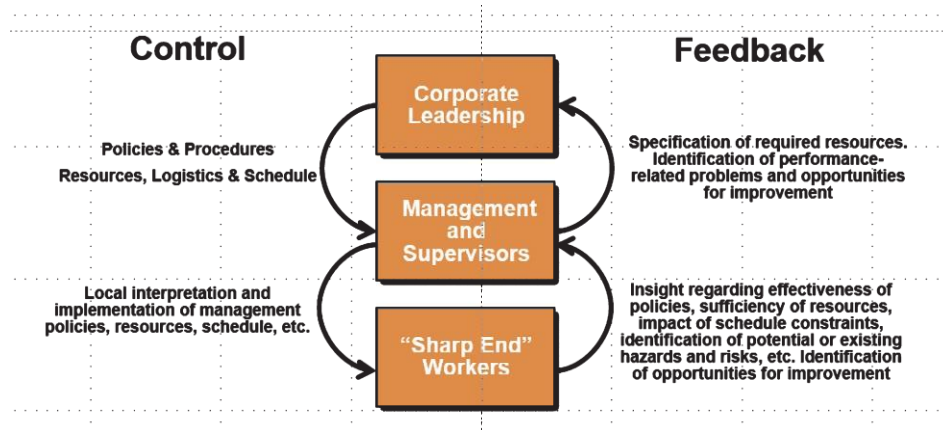 Control
Feedback
Corporate
Leadership
Policies & Procedures
Resources, Logistics & Schedule
Specification of required resources.
Identification of performance-
related problems and opportunities
for improvement
Management
and
Supervisors
Local interpretation and
implementation of management
policies, resources, schedule, etc.
Insight regarding effectiveness of
policies, sufficiency of resources,
impact of schedule constraints,
identification of potential or existing
hazards and risks, etc. Identification
of opportunities for improvement
“Sharp End”
Workers